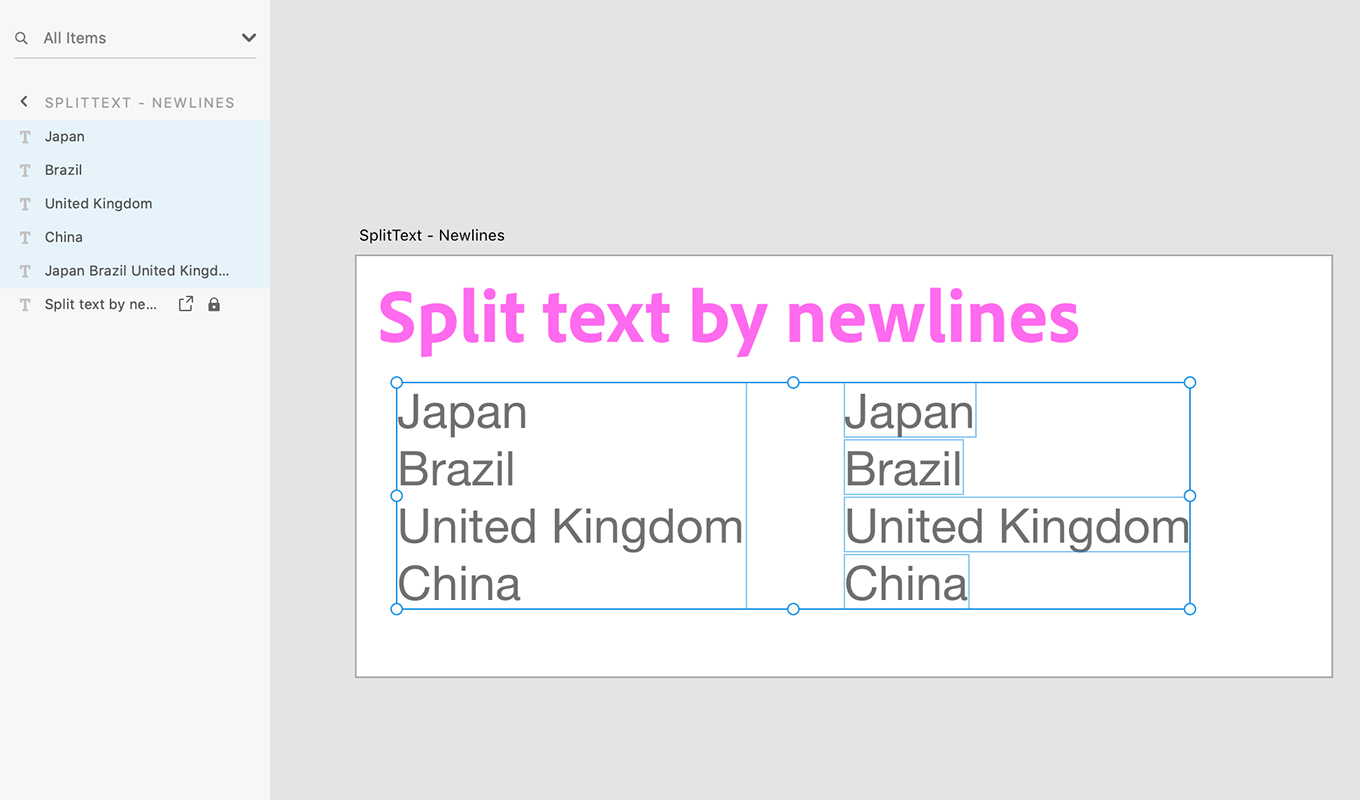 All Items
SPLITTEXT - NEWLINES
Japan
Brazil
United Kingdom
China
Japan Brazil United Kingd...
Split text by ne...
SplitText - Newlines
Split text by newlines
Japan
Brazil
United Kingdom
China
Japan
Brazil
United Kingdom
China